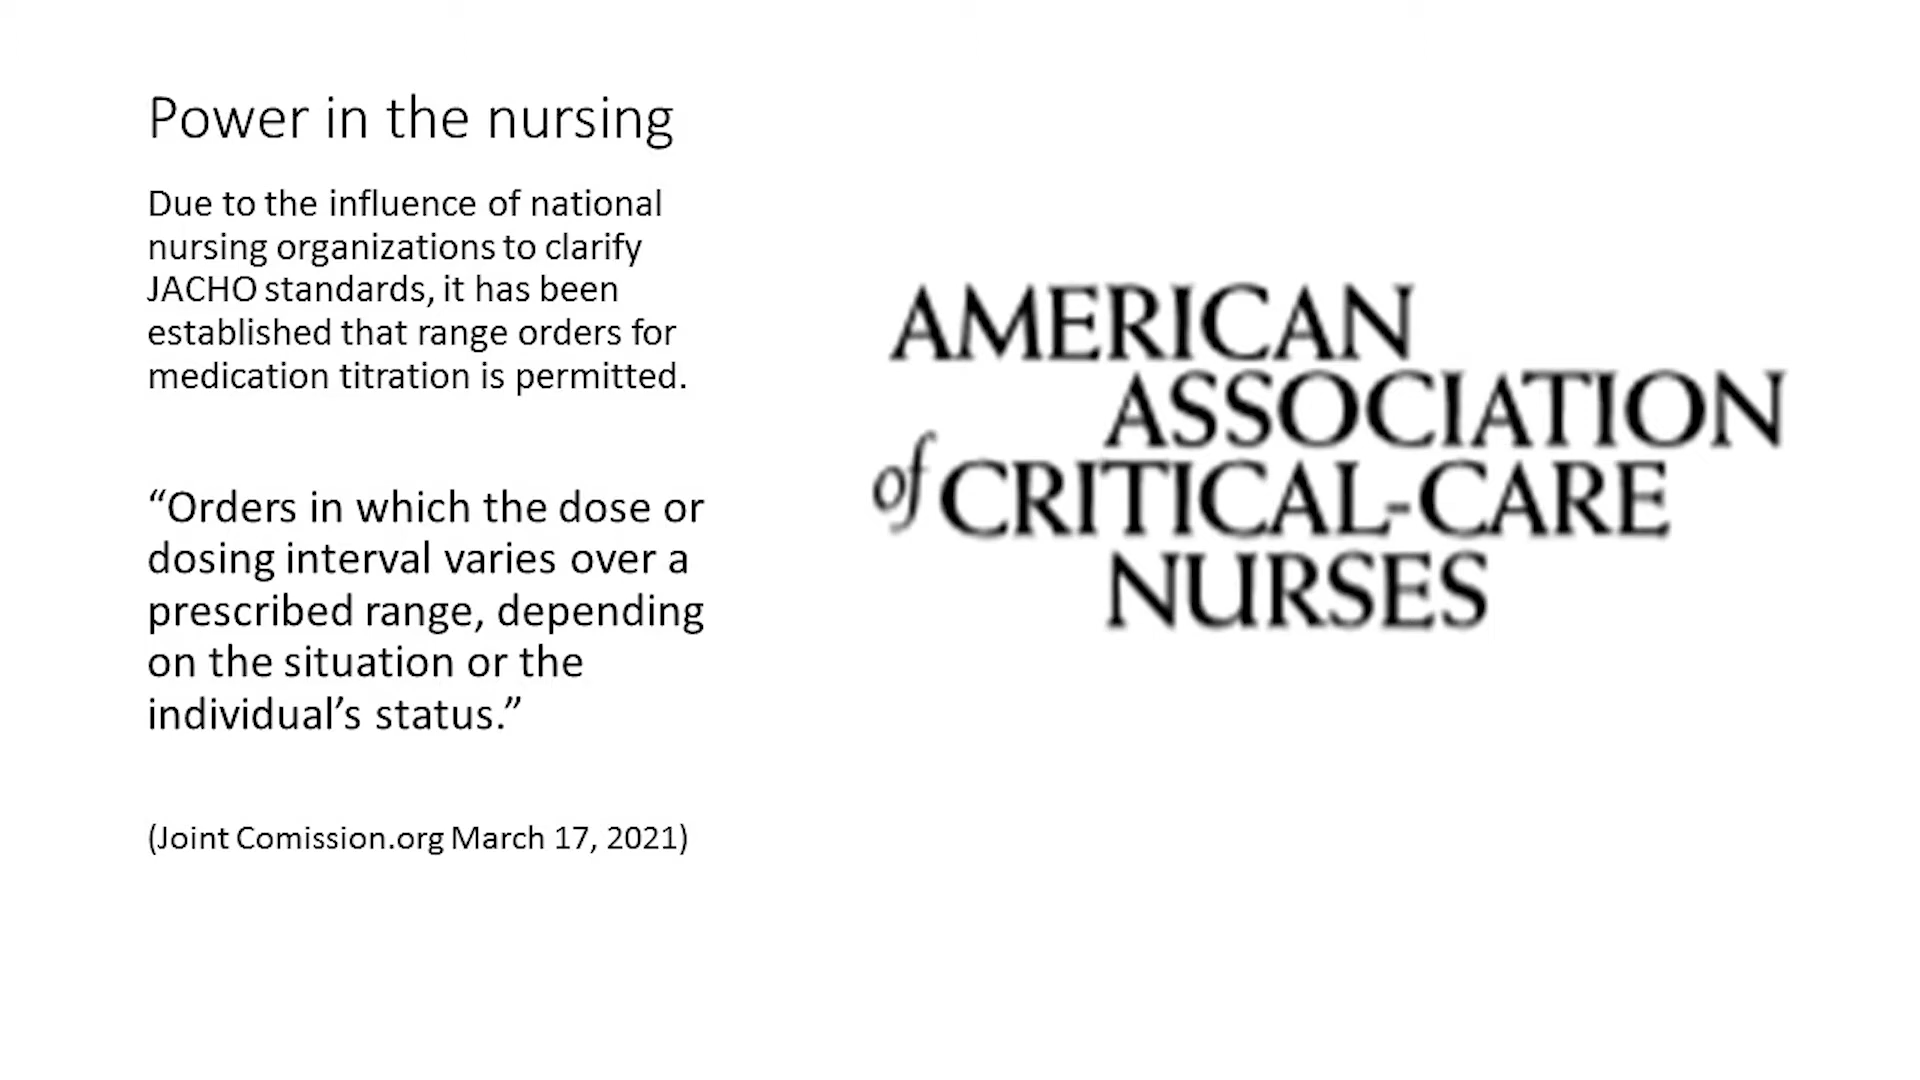 Power in the nursing
Due to the influence of national
nursing organizations to clarify
JACHO standards, it has been
established that range orders for
medication titration is permitted.
“Orders in which the dose or
dosing interval varies over a
prescribed range, depending
on the situation or the
individual’s status.”
(Joint Comission.org March 17, 2021)
AMERICAN
ASSOCIATION
of CRITICAL-CARE
NURSES